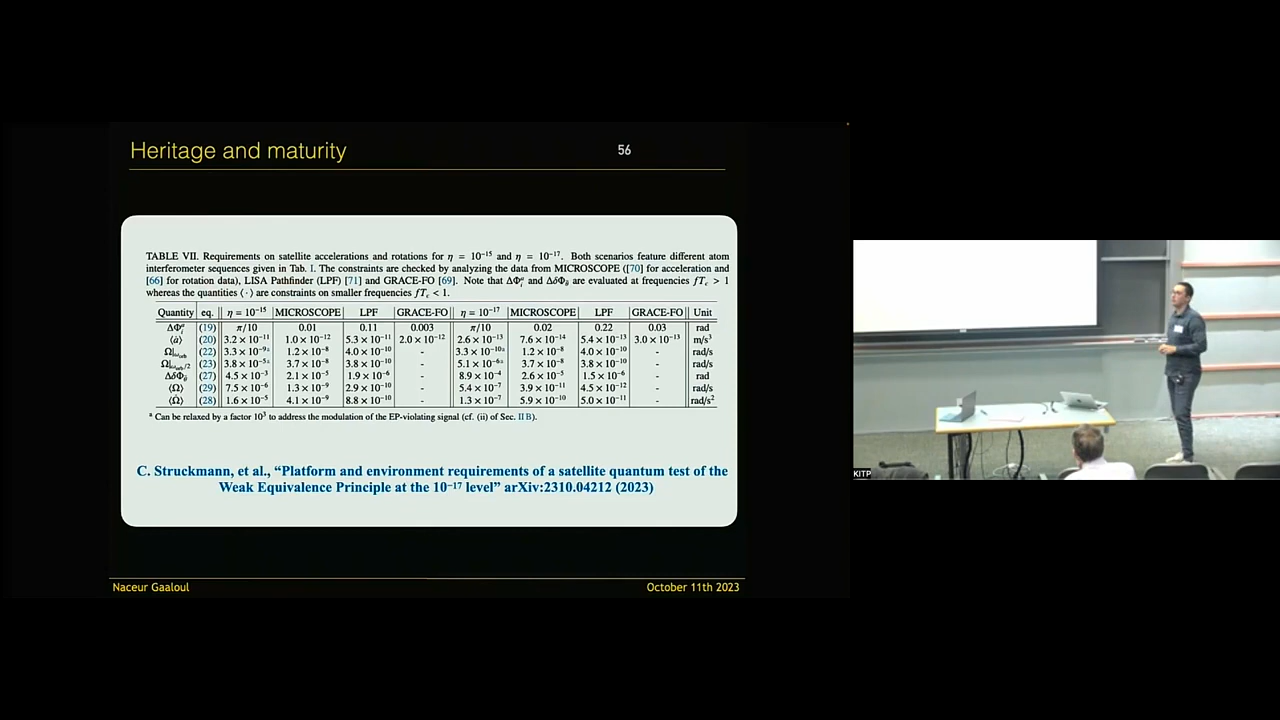 Heritage and maturity
56
TABLE VII. Requirements on satellite accelerations and rotations for η = 10⁻¹⁵ and η = 10⁻¹⁷. Both scenarios feature different atom
interferometer sequences given in Tab. I. The constraints are checked by analyzing the data from MICROSCOPE ([70] for acceleration and
[66] for rotation data), LISA Pathfinder (LPF) [71] and GRACE-FO [69]. Note that ΔΦᵢᵃ and ΔδΦ are evaluated at frequencies fT_c > 1
whereas the quantities ⟨·⟩ are constraints on smaller frequencies fT_c < 1.
Quantity eq. η = 10⁻¹⁵ MICROSCOPE LPF GRACE-FO η = 10⁻¹⁷ MICROSCOPE LPF GRACE-FO Unit
ΔΦᵢᵃ (19) π/10 0.01 0.11 0.003 π/10 0.02 0.22 0.03 rad
⟨ȧ⟩ (20) 3.2 × 10⁻¹¹ 1.0 × 10⁻¹² 5.3 × 10⁻¹¹ 2.0 × 10⁻¹² 2.6 × 10⁻¹³ 7.6 × 10⁻¹⁴ 5.4 × 10⁻¹³ 3.0 × 10⁻¹³ m/s³
Ω|ω_orb (22) 3.3 × 10⁻⁹ᵃ 1.2 × 10⁻⁸ 4.0 × 10⁻¹⁰ - 3.3 × 10⁻¹⁰ᵃ 1.2 × 10⁻⁸ 4.0 × 10⁻¹⁰ - rad/s
Ω|ω_orb/2 (23) 3.8 × 10⁻⁵ᵃ 3.7 × 10⁻⁸ 3.8 × 10⁻¹⁰ - 5.1 × 10⁻⁶ᵃ 3.7 × 10⁻⁸ 3.8 × 10⁻¹⁰ - rad/s
ΔδΦ (27) 4.5 × 10⁻³ 2.1 × 10⁻⁵ 1.9 × 10⁻⁶ - 8.9 × 10⁻⁴ 2.6 × 10⁻⁵ 1.5 × 10⁻⁶ - rad
⟨Ω⟩ (29) 7.5 × 10⁻⁶ 1.3 × 10⁻⁹ 2.9 × 10⁻¹⁰ - 5.4 × 10⁻⁷ 3.9 × 10⁻¹¹ 4.5 × 10⁻¹² - rad/s
⟨Ω̇⟩ (28) 1.6 × 10⁻⁵ 4.1 × 10⁻⁹ 8.8 × 10⁻¹⁰ - 1.3 × 10⁻⁷ 5.9 × 10⁻¹⁰ 5.0 × 10⁻¹¹ - rad/s²
ᵃ Can be relaxed by a factor 10³ to address the modulation of the EP-violating signal (cf. (ii) of Sec. II B).
C. Struckmann, et al., “Platform and environment requirements of a satellite quantum test of the
Weak Equivalence Principle at the 10⁻¹⁷ level” arXiv:2310.04212 (2023)
Naceur Gaaloul
October 11th 2023
KITP